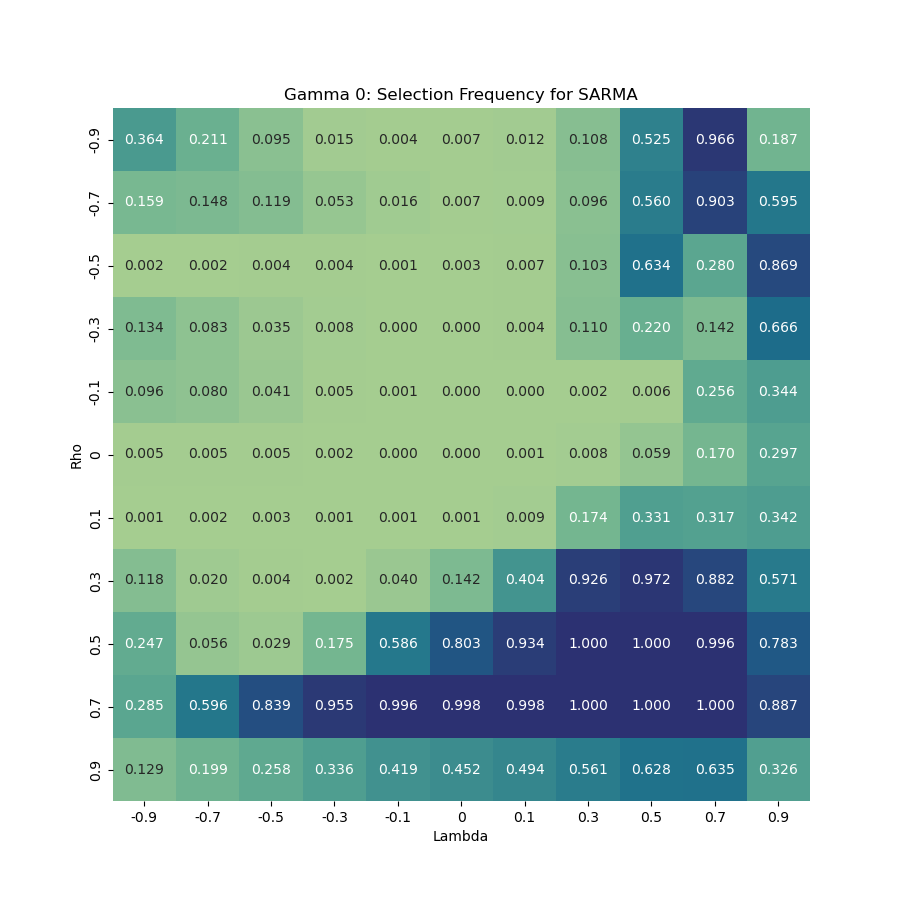 Gamma 0: Selection Frequency for SARMA
-0.9 0.364 0.211 0.095 0.015 0.004 0.007 0.012 0.108 0.525 0.966 0.187
-0.7 0.159 0.148 0.119 0.053 0.016 0.007 0.009 0.096 0.560 0.903 0.595
-0.5 0.002 0.002 0.004 0.004 0.001 0.003 0.007 0.103 0.634 0.280 0.869
-0.3 0.134 0.083 0.035 0.008 0.000 0.000 0.004 0.110 0.220 0.142 0.666
-0.1 0.096 0.080 0.041 0.005 0.001 0.000 0.000 0.002 0.006 0.256 0.344
Rho
0 0.005 0.005 0.005 0.002 0.000 0.000 0.001 0.008 0.059 0.170 0.297
0.1 0.001 0.002 0.003 0.001 0.001 0.001 0.009 0.174 0.331 0.317 0.342
0.3 0.118 0.020 0.004 0.002 0.040 0.142 0.404 0.926 0.972 0.882 0.571
0.5 0.247 0.056 0.029 0.175 0.586 0.803 0.934 1.000 1.000 0.996 0.783
0.7 0.285 0.596 0.839 0.955 0.996 0.998 0.998 1.000 1.000 1.000 0.887
0.9 0.129 0.199 0.258 0.336 0.419 0.452 0.494 0.561 0.628 0.635 0.326
-0.9 -0.7 -0.5 -0.3 -0.1 0 0.1 0.3 0.5 0.7 0.9
Lambda